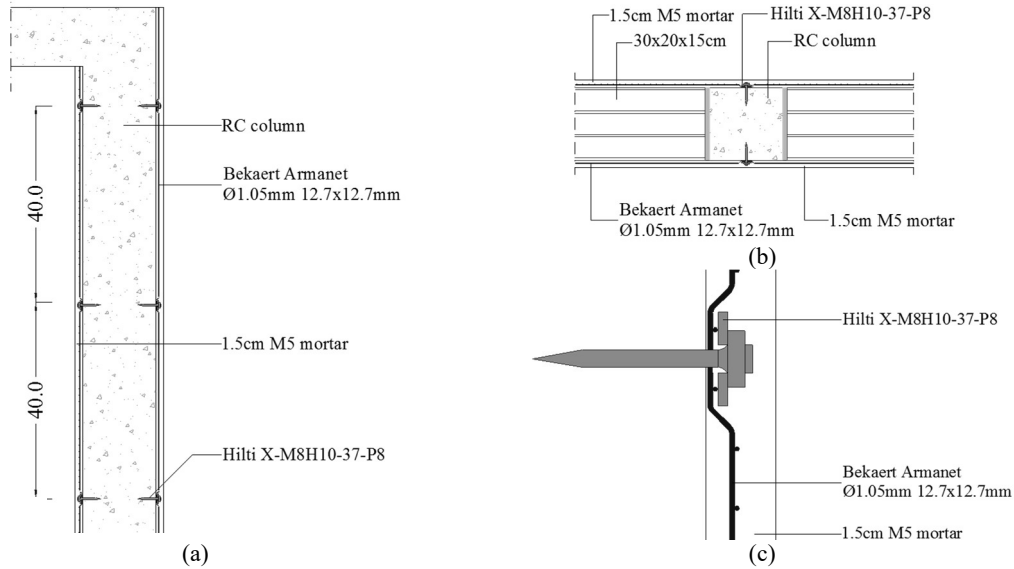 RC column
Bekaert Armanet
Ø1.05mm 12.7x12.7mm
40.0
1.5cm M5 mortar
40.0
Hilti X-M8H10-37-P8
(a)
1.5cm M5 mortar
Hilti X-M8H10-37-P8
30x20x15cm
RC column
Bekaert Armanet
Ø1.05mm 12.7x12.7mm
1.5cm M5 mortar
(b)
Hilti X-M8H10-37-P8
Bekaert Armanet
Ø1.05mm 12.7x12.7mm
1.5cm M5 mortar
(c)